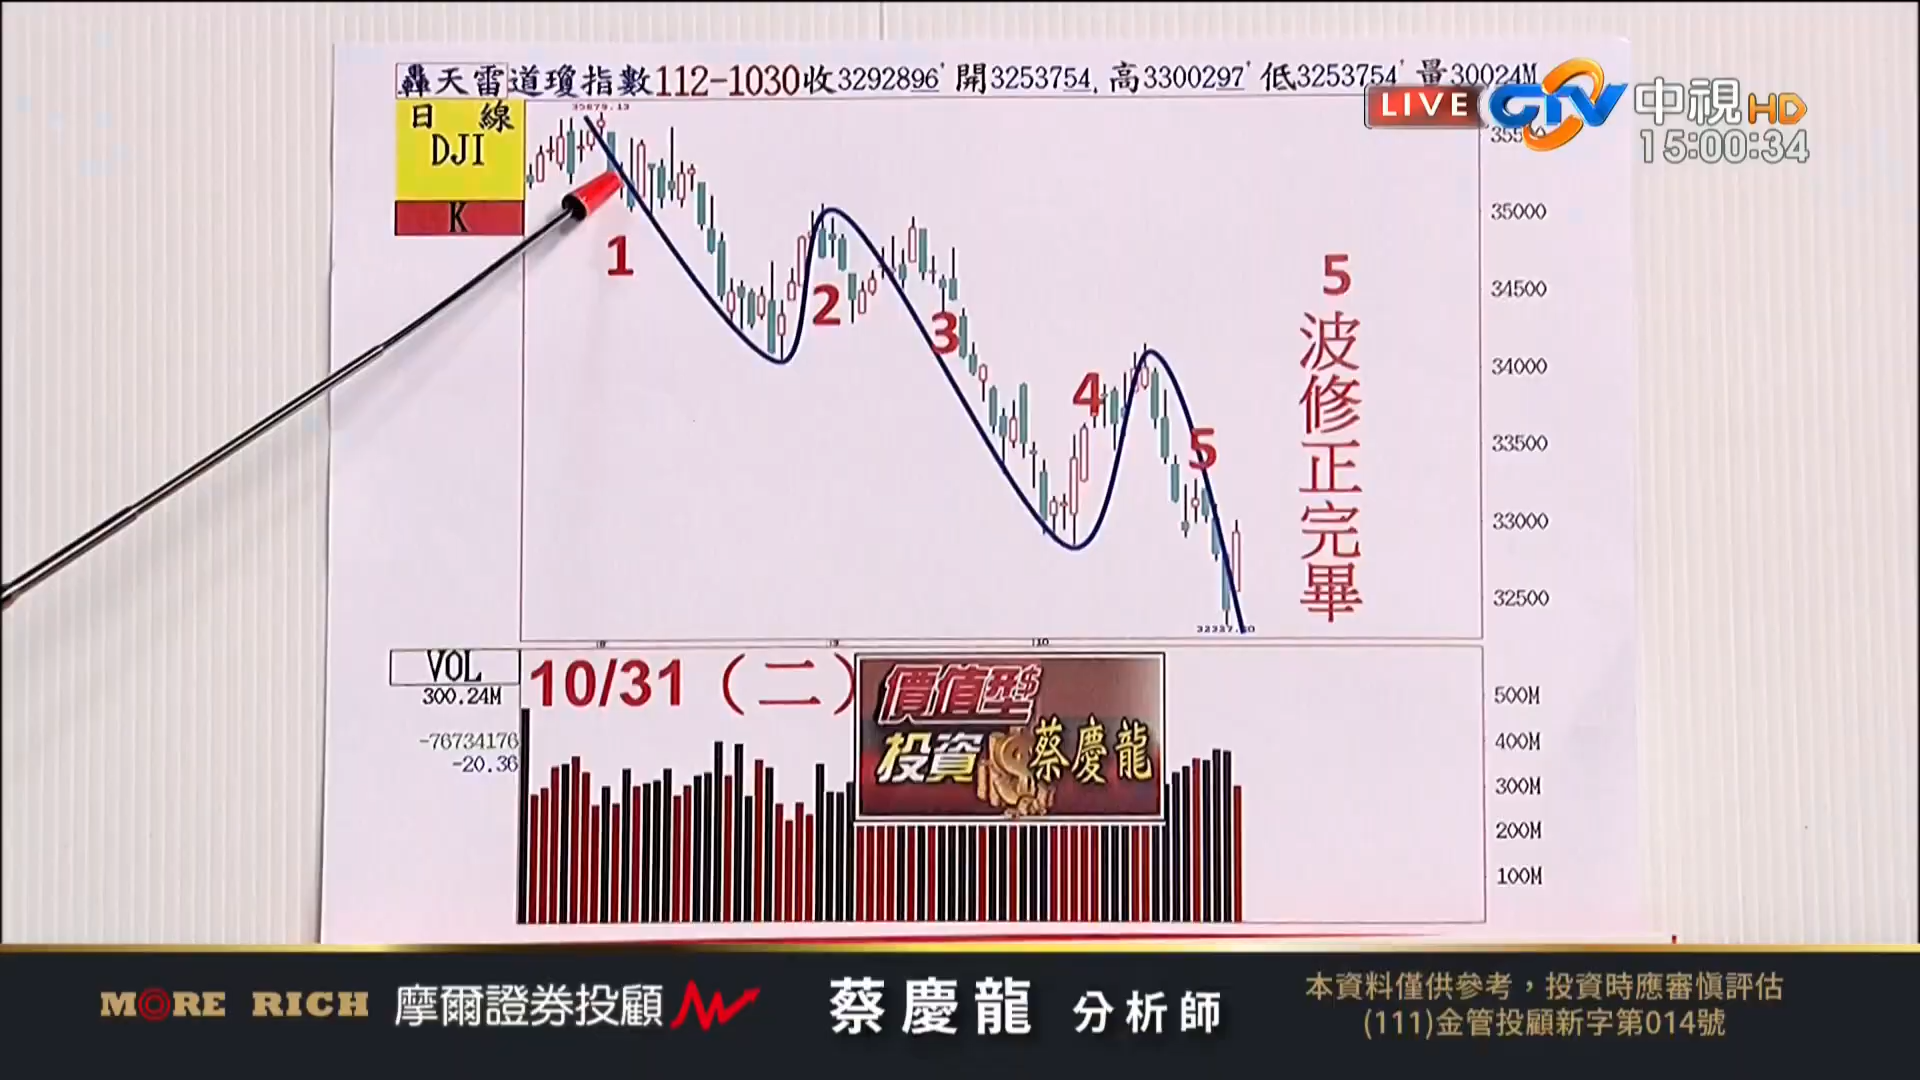 轟天雷道瓊指數112-1030收3292896' 開3253754, 高3300297' 低3253754' 量30024M
LIVE CTV 中視HD
15:00:34
日 線
DJI
K
35879.13
35000
34500
34000
33500
33000
32500
1
2
3
4
5
5波修正完畢
9
10
VOL
300.24M
-76734176
-20.36
10/31（二）
價值型$
投資 蔡慶龍
500M
400M
300M
200M
100M
MORE RICH 摩爾證券投顧 蔡慶龍 分析師
本資料僅供參考，投資時應審慎評估
(111)金管投顧新字第014號